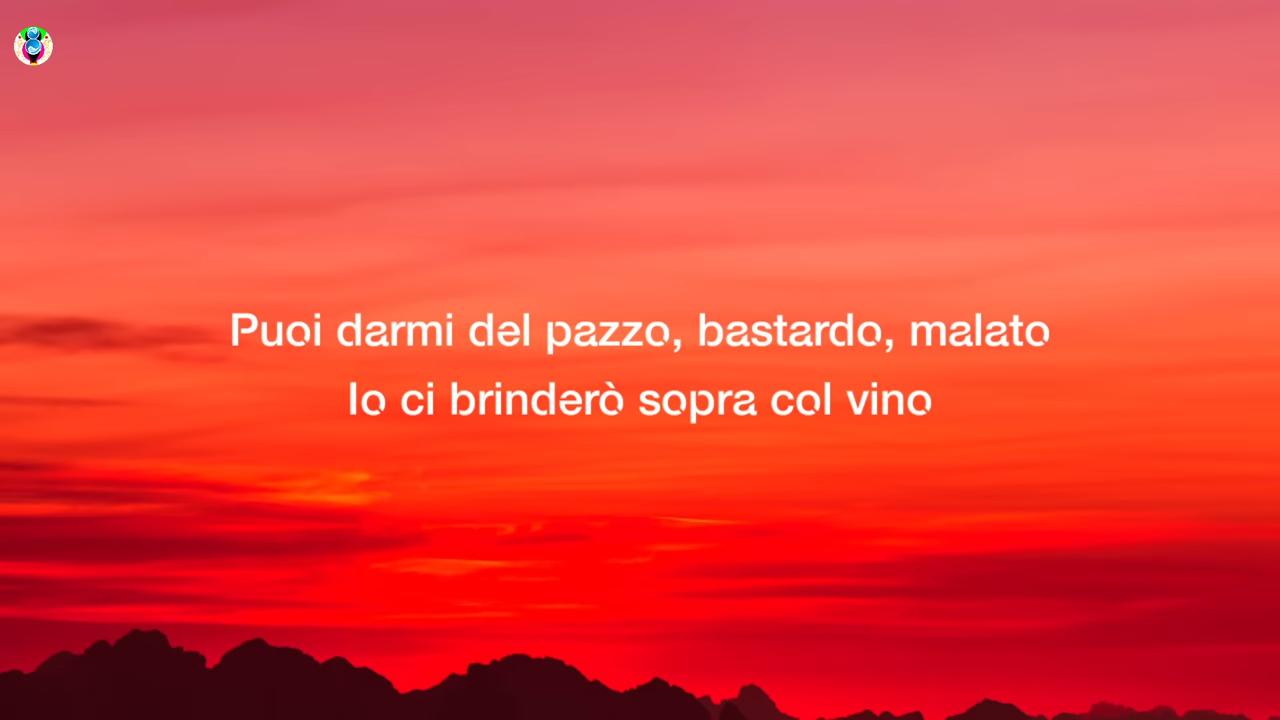 Puoi darmi del pazzo, bastardo, malato
Io ci brinderò sopra col vino